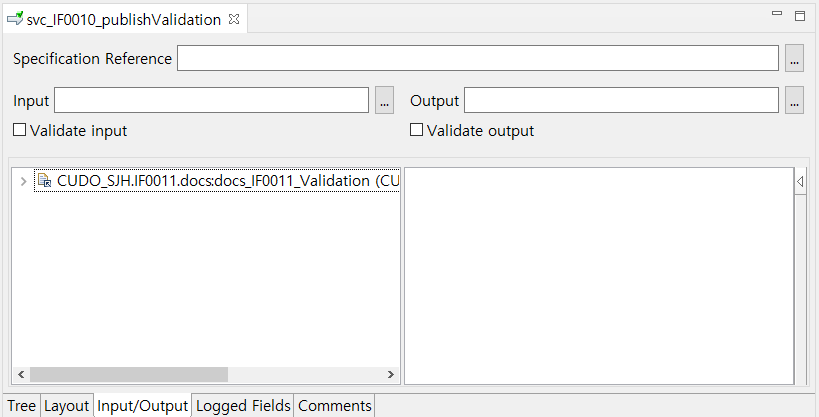 svc_IF0010_publishValidation
Specification Reference ...
Input ... Output ...
Validate input Validate output
CUDO_SJH.IF0011.docs:docs_IF0011_Validation (CU
Tree Layout Input/Output Logged Fields Comments